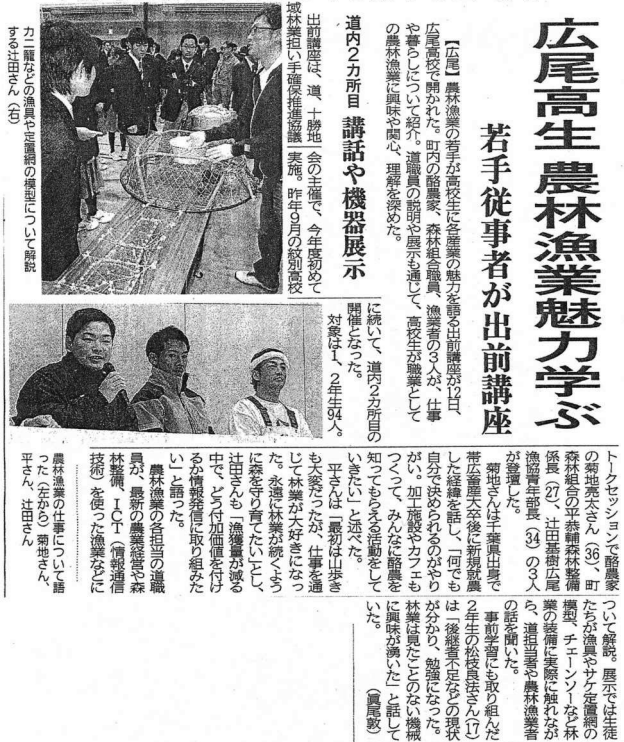 広尾高生 農林漁業魅力学ぶ
若手従事者が出前講座
【広尾】農林漁業の若手が高校生に各産業の魅力を語る出前講座が12日、
広尾高校で開かれた。町内の酪農家、森林組合職員、漁業者の3人が、仕事
や暮らしについて紹介。道職員の説明や展示も通じて、高校生が職業として
の農林漁業に興味や関心、理解を深めた。
道内2カ所目 講話や機器展示
出前講座は、道、十勝地
域林業担い手確保推進協議
会の主催で、今年度初めて
実施。昨年9月の紋別高校
に続いて、道内2カ所目の
開催となった。
対象は1、2年生94人。
トークセッションで酪農家
の菊地亮太さん（36）、町
森林組合の平恭輔森林整備
係長（27）、辻田基樹広尾
漁協青年部長（34）の3人
が登壇した。
菊地さんは千葉県出身で
帯広畜産大卒後に新規就農
した経緯を話し、「何でも
自分で決められるのがやり
がい。加工施設やカフェも
つくって、みんなに酪農を
知ってもらえる活動をして
いきたい」と述べた。
平さんは「最初は山歩き
も大変だったが、仕事を通
じて林業が大好きになっ
た。永遠に林業が続くよう
に森を守り育てたい」とし、
辻田さんも「漁獲量が減る
中で、どう付加価値を付け
るか情報発信に取り組みた
い」と語った。
農林漁業の各担当の道職
員が、最新の農業経営や森
林整備、ICT（情報通信
技術）を使った漁業などに
ついて解説。展示では生徒
たちが漁具やサケ定置網の
模型、チェーンソーなど林
業の装備に実際に触れなが
ら、道担当者や農林漁業者
の話を聞いた。
事前学習にも取り組んだ
2年生の松枝良法さん（17）
は「後継者不足などの現状
が分かり、勉強になった。
林業は見たことのない機械
に興味が湧いた」と話して
いた。
（眞尾敦）
カニ籠などの漁具や定置網の模型について解説
する辻田さん（右）
農林漁業の仕事について語
った（左から）菊地さん、
平さん、辻田さん